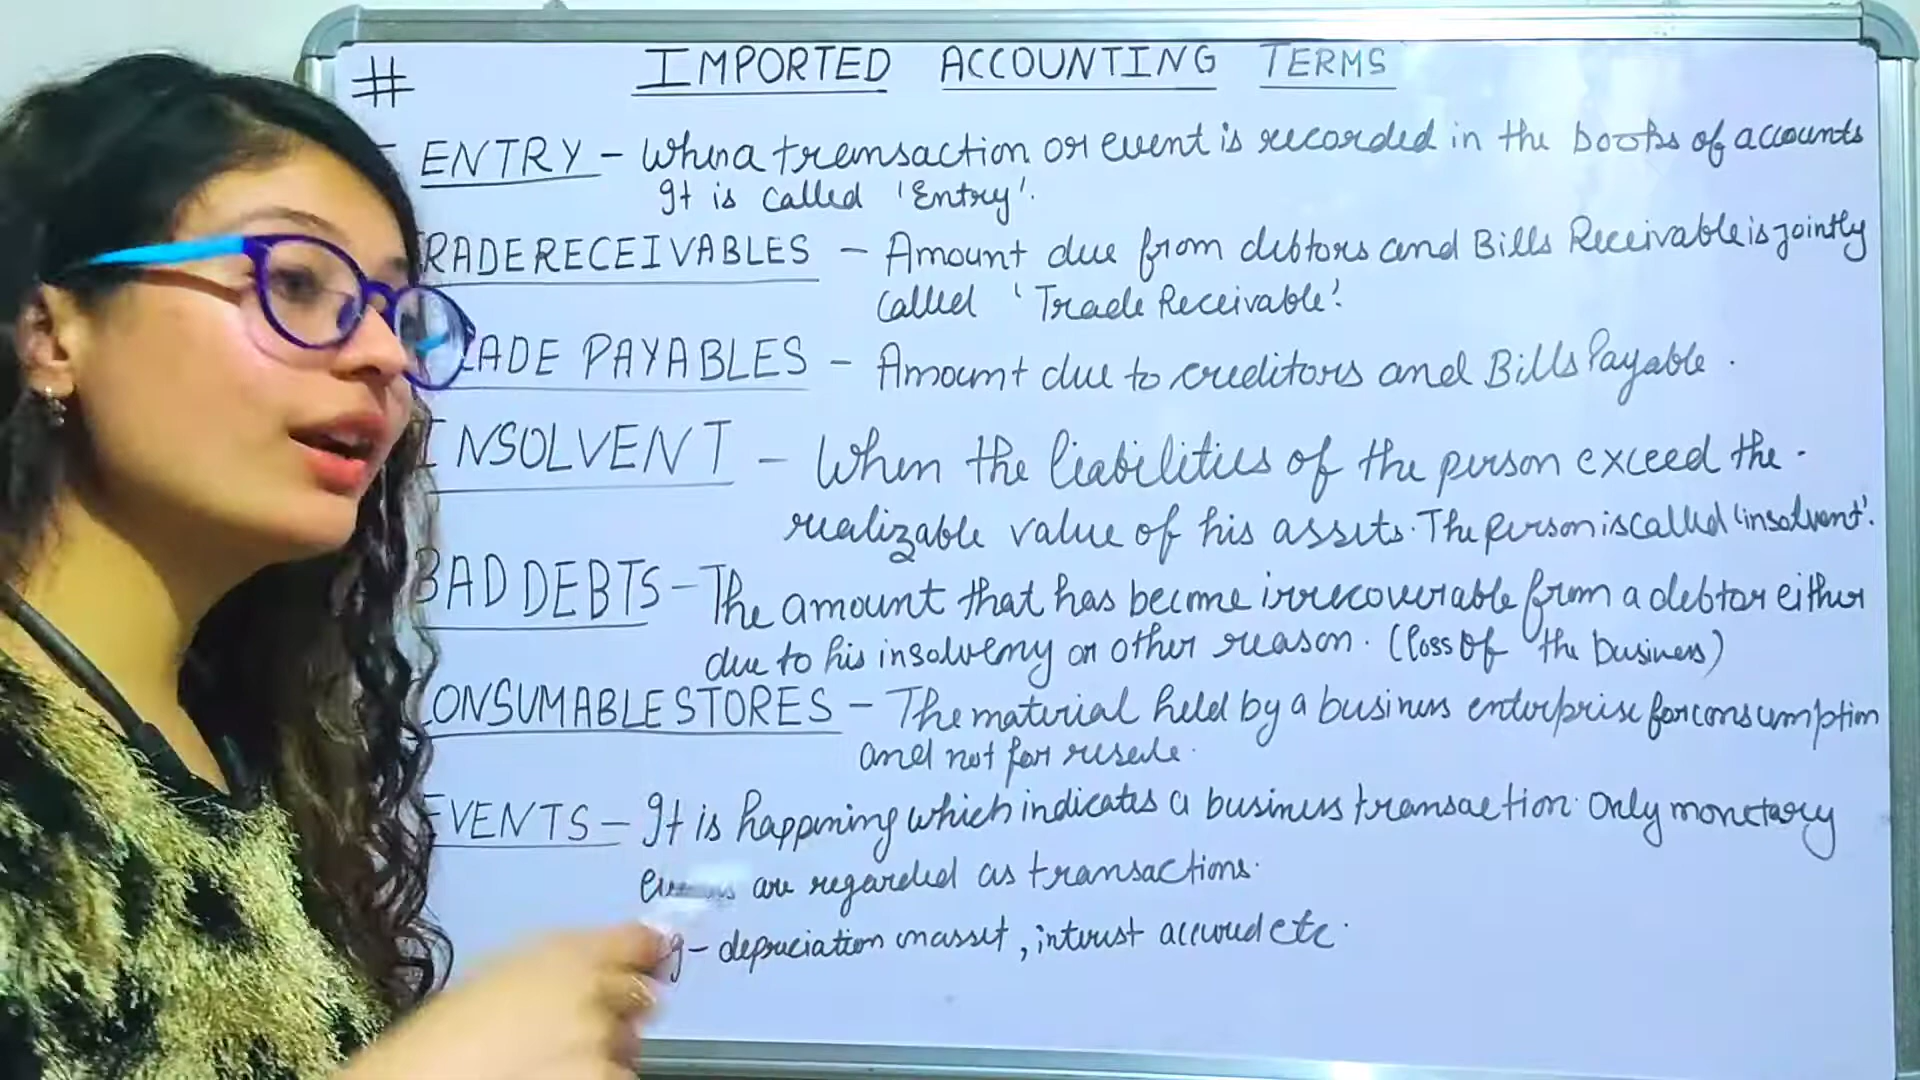 # IMPORTED ACCOUNTING TERMS
ENTRY - When a transaction or event is recorded in the books of accounts
It is called 'Entry'.
RADE RECEIVABLES - Amount due from debtors and Bills Receivable is jointly
called 'Trade Receivable'.
ADE PAYABLES - Amount due to creditors and Bills Payable.
INSOLVENT - When the liabilities of the person exceed the
realizable value of his assets. The person is called 'insolvent'.
BAD DEBTS - The amount that has become irrecoverable from a debtor either
due to his insolvency or other reason. (loss of the business)
CONSUMABLE STORES - The material held by a business enterprise for consumption
and not for resale.
EVENTS - It is happening which indicates a business transaction. Only monetary
are regarded as transactions.
eg - depreciation on asset, interest accrued etc.